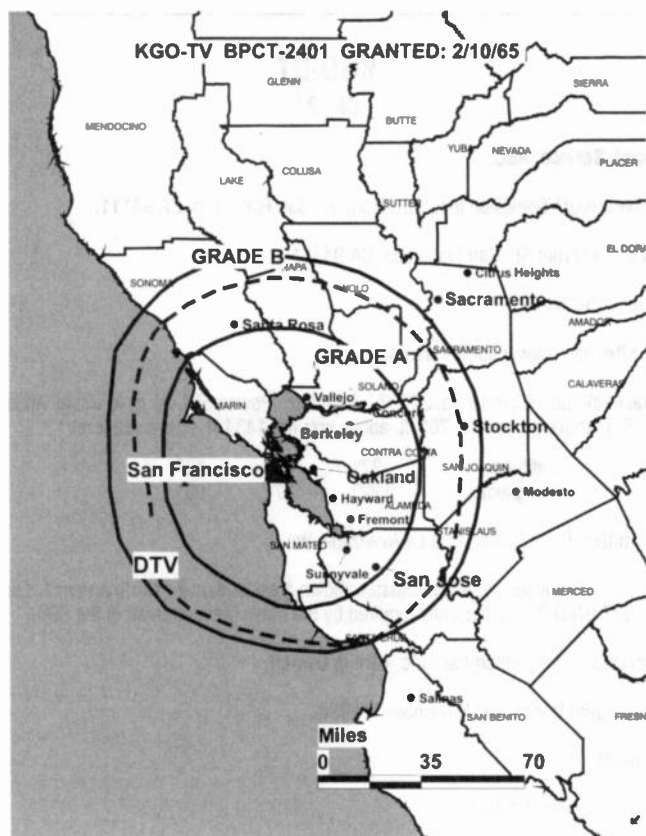 KGO-TV BPCT-2401 GRANTED: 2/10/65
GLENN
SIERRA
MENDOCINO
BUTTE
YUBA
NEVADA
PLACER
COLUSA
LAKE
SUTTER
EL DORA
GRADE B
NAPA
YOLO
SONOMA
Citrus Heights
Sacramento
Santa Rosa
AMADOR
SACRAMENTO
GRADE A
CALAVERAS
SOLANO
MARIN
Vallejo
Concord
Berkeley
Stockton
CONTRA COSTA
San Francisco
Oakland
SAN JOAQUIN
Modesto
Hayward
ALAMEDA
Fremont
STANISLAUS
SAN MATEO
DTV
Sunnyvale
San Jose
MERCED
SANTA CRUZ
Salinas
SAN BENITO
FRESN
Miles
0 35 70